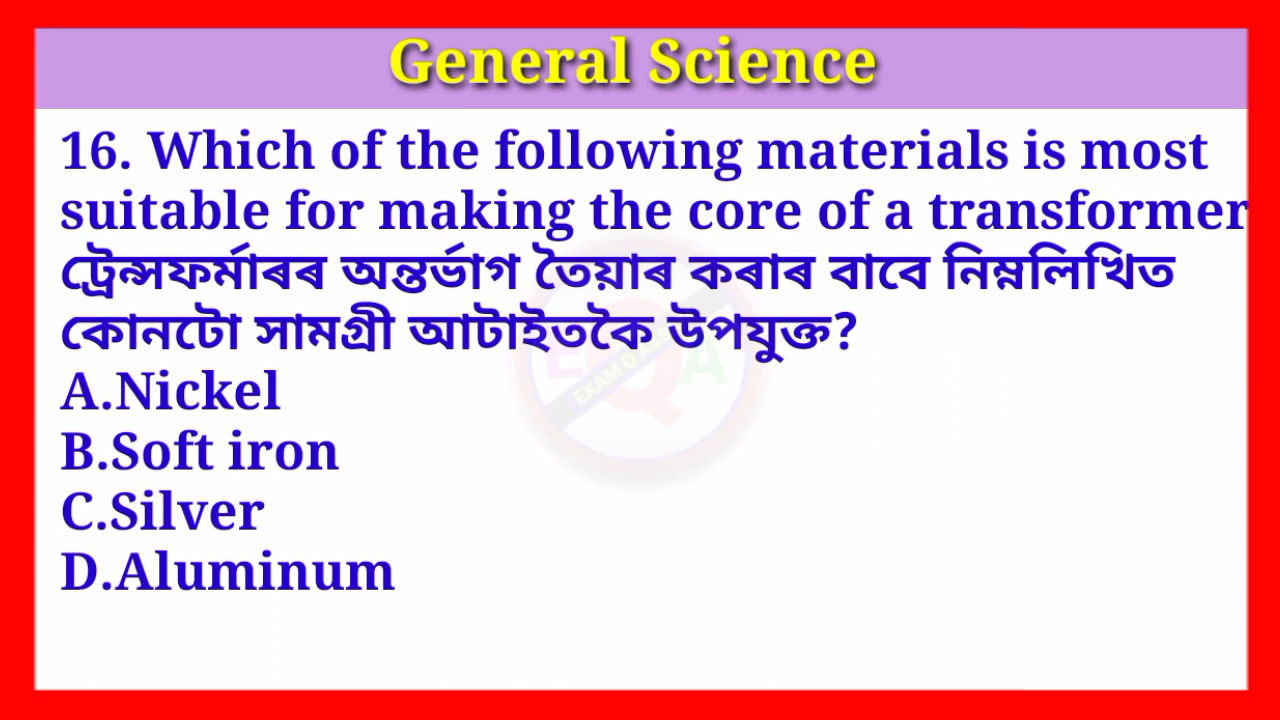 General Science
16. Which of the following materials is most
suitable for making the core of a transformer
ট্ৰেন্সফৰ্মাৰৰ অন্তৰ্ভাগ তৈয়াৰ কৰাৰ বাবে নিম্নলিখিত
কোনটো সামগ্ৰী আটাইতকৈ উপযুক্ত?
A.Nickel
B.Soft iron
C.Silver
D.Aluminum
E Q A
EXAM Q A